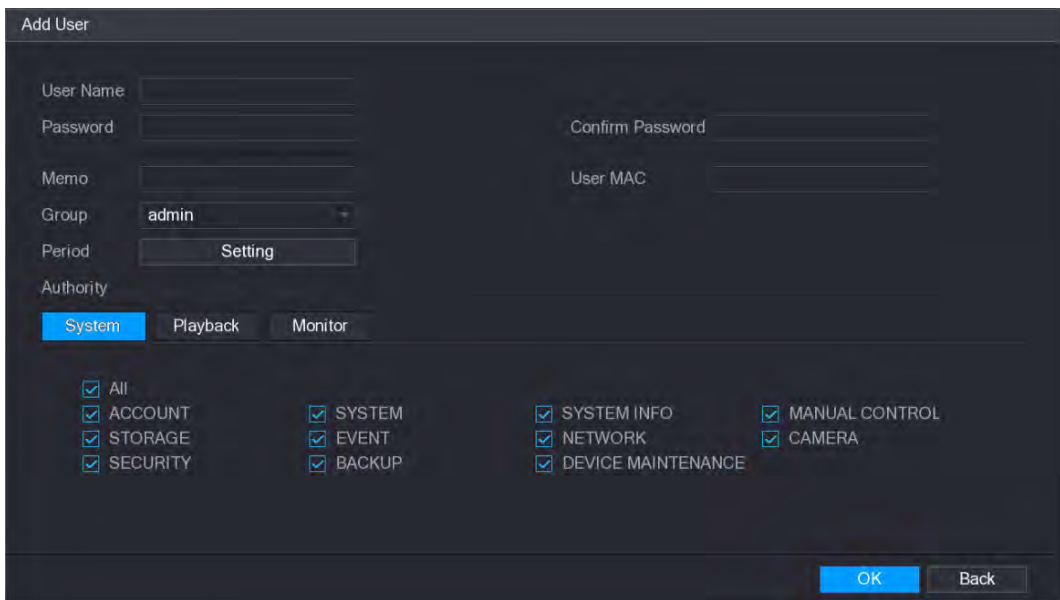 Add User
User Name
Password Confirm Password
Memo User MAC
Group admin
Period Setting
Authority
System Playback Monitor
All
ACCOUNT SYSTEM SYSTEM INFO MANUAL CONTROL
STORAGE EVENT NETWORK CAMERA
SECURITY BACKUP DEVICE MAINTENANCE
OK Back